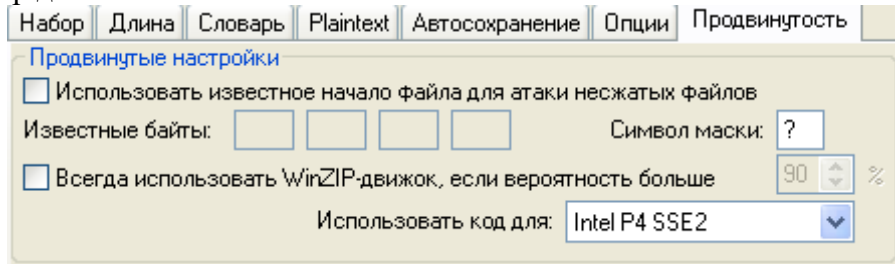 Набор Длина Словарь Plaintext Автосохранение Опции Продвинутость
Продвинутые настройки
Использовать известное начало файла для атаки несжатых файлов
Известные байты: Символ маски: ?
Всегда использовать WinZIP-движок, если вероятность больше 90 %
Использовать код для: Intel P4 SSE2